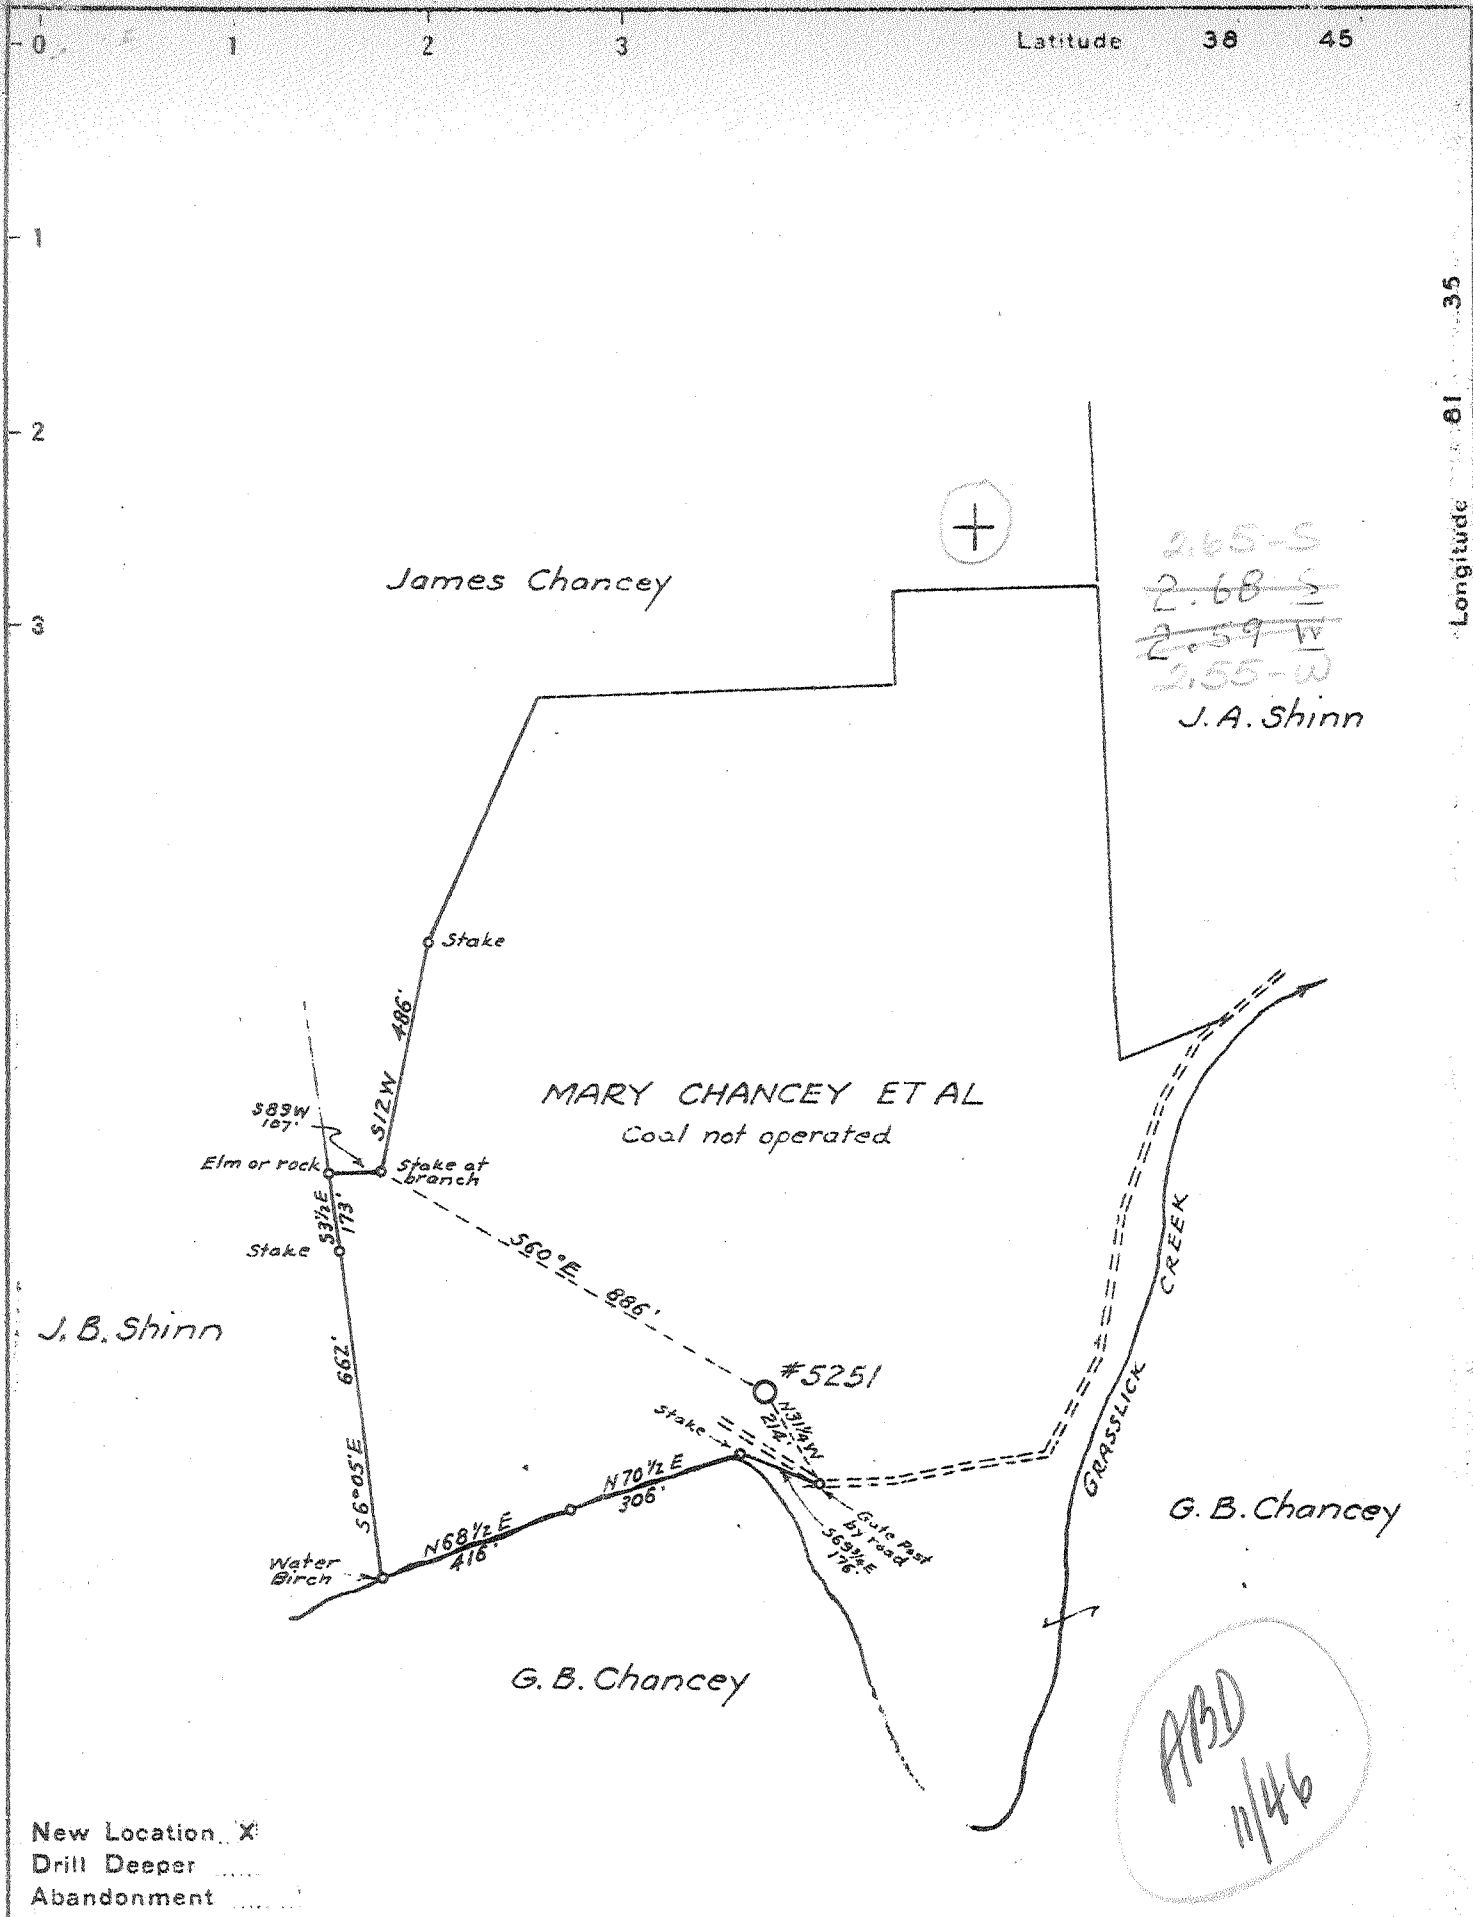 0 1 2 3 Latitude 38 45
1
2
3
Longitude 81 35
James Chancey
2.65-S
2.68 S
2.59 W
2.55-W
J.A. Shinn
Stake
S12W 486'
MARY CHANCEY ET AL
Coal not operated
S83W
107'
Elm or rock
Stake at
branch
S3½E
173'
Stake
S60°E 886'
J.B. Shinn
662'
S6°05'E
#5251
N31¼W
214'
Stake
N70½E
306'
N68½E
416'
Gate Post
by road
S69¾E
176'
Water
Birch
GRASSLICK CREEK
G.B. Chancey
G.B. Chancey
ABD
11/46
New Location X
Drill Deeper
Abandonment